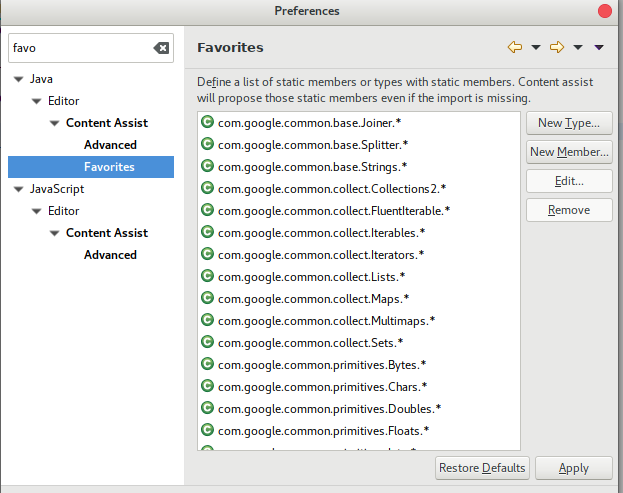 Preferences
favo
Favorites
Define a list of static members or types with static members. Content assist
will propose those static members even if the import is missing.
Java
Editor
Content Assist
Advanced
Favorites
JavaScript
Editor
Content Assist
Advanced
com.google.common.base.Joiner.*
com.google.common.base.Splitter.*
com.google.common.base.Strings.*
com.google.common.collect.Collections2.*
com.google.common.collect.FluentIterable.*
com.google.common.collect.Iterables.*
com.google.common.collect.Iterators.*
com.google.common.collect.Lists.*
com.google.common.collect.Maps.*
com.google.common.collect.Multimaps.*
com.google.common.collect.Sets.*
com.google.common.primitives.Bytes.*
com.google.common.primitives.Chars.*
com.google.common.primitives.Doubles.*
com.google.common.primitives.Floats.*
New Type...
New Member...
Edit...
Remove
Restore Defaults
Apply